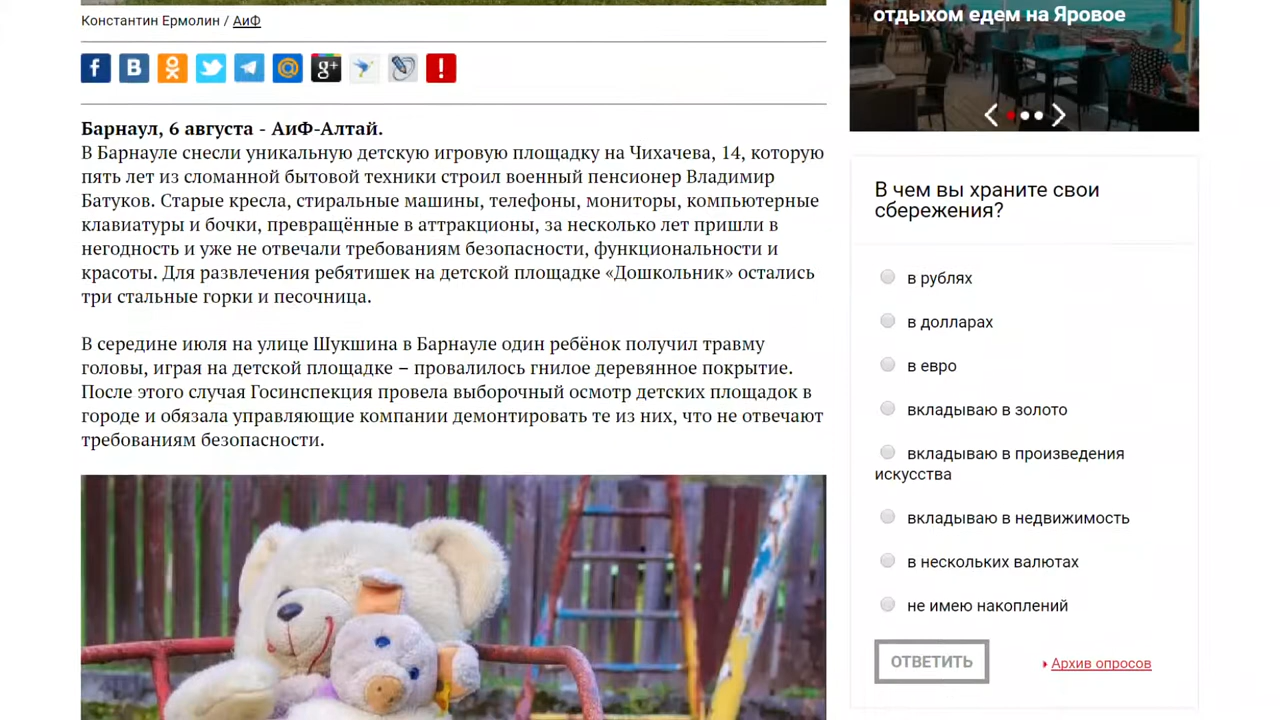 Константин Ермолин / АиФ
Барнаул, 6 августа - АиФ-Алтай.
В Барнауле снесли уникальную детскую игровую площадку на Чихачева, 14, которую
пять лет из сломанной бытовой техники строил военный пенсионер Владимир
Батуков. Старые кресла, стиральные машины, телефоны, мониторы, компьютерные
клавиатуры и бочки, превращённые в аттракционы, за несколько лет пришли в
негодность и уже не отвечали требованиям безопасности, функциональности и
красоты. Для развлечения ребятишек на детской площадке «Дошкольник» остались
три стальные горки и песочница.
В середине июля на улице Шукшина в Барнауле один ребёнок получил травму
головы, играя на детской площадке – провалилось гнилое деревянное покрытие.
После этого случая Госинспекция провела выборочный осмотр детских площадок в
городе и обязала управляющие компании демонтировать те из них, что не отвечают
требованиям безопасности.
отдыхом едем на Яровое
В чем вы храните свои
сбережения?
в рублях
в долларах
в евро
вкладываю в золото
вкладываю в произведения
искусства
вкладываю в недвижимость
в нескольких валютах
не имею накоплений
ОТВЕТИТЬ
Архив опросов